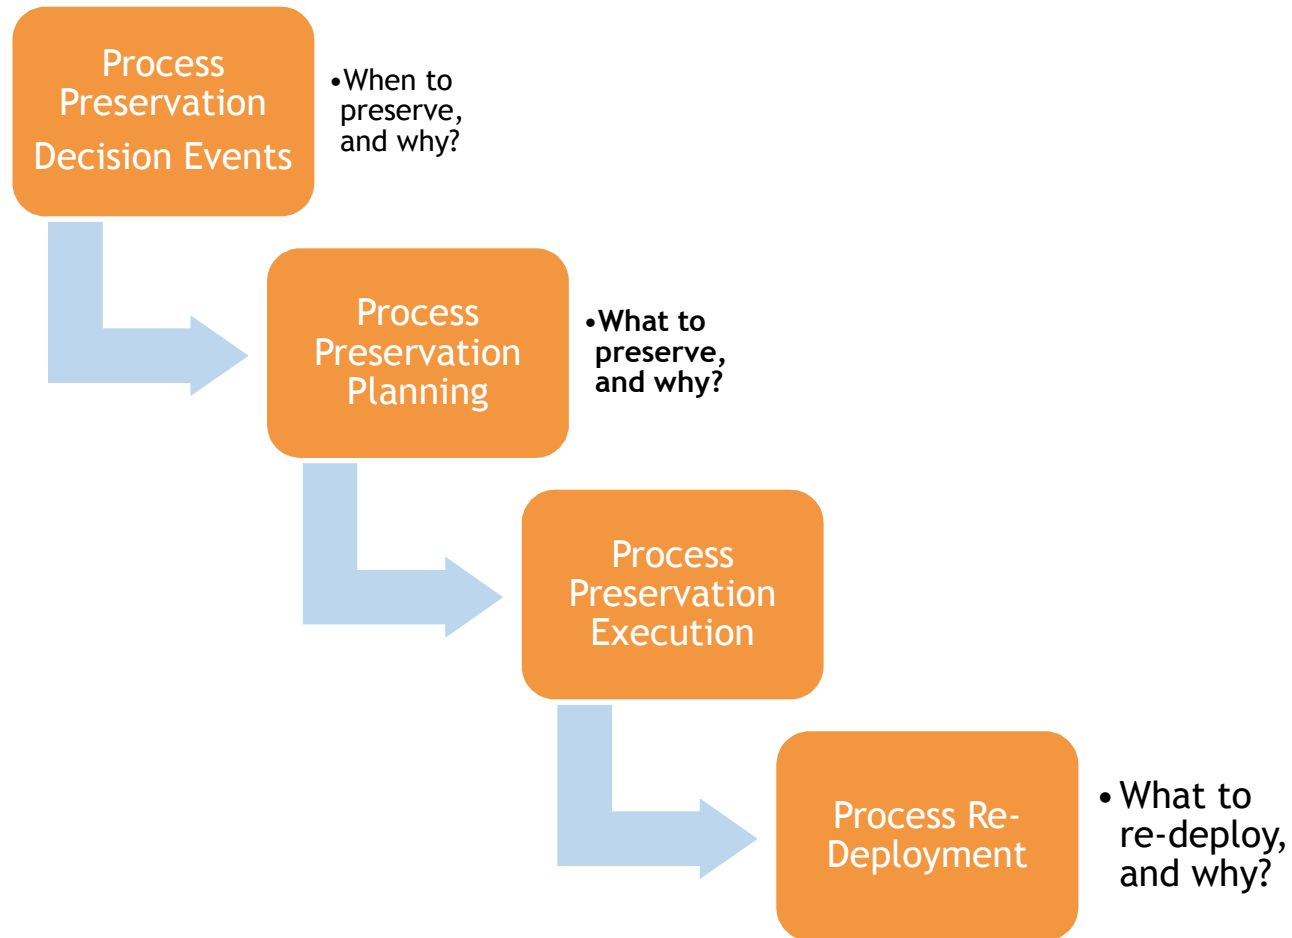 Process
Preservation
Decision Events
•When to
preserve,
and why?
Process
Preservation
Planning
•What to
preserve,
and why?
Process
Preservation
Execution
Process Re-
Deployment
• What to
re-deploy,
and why?